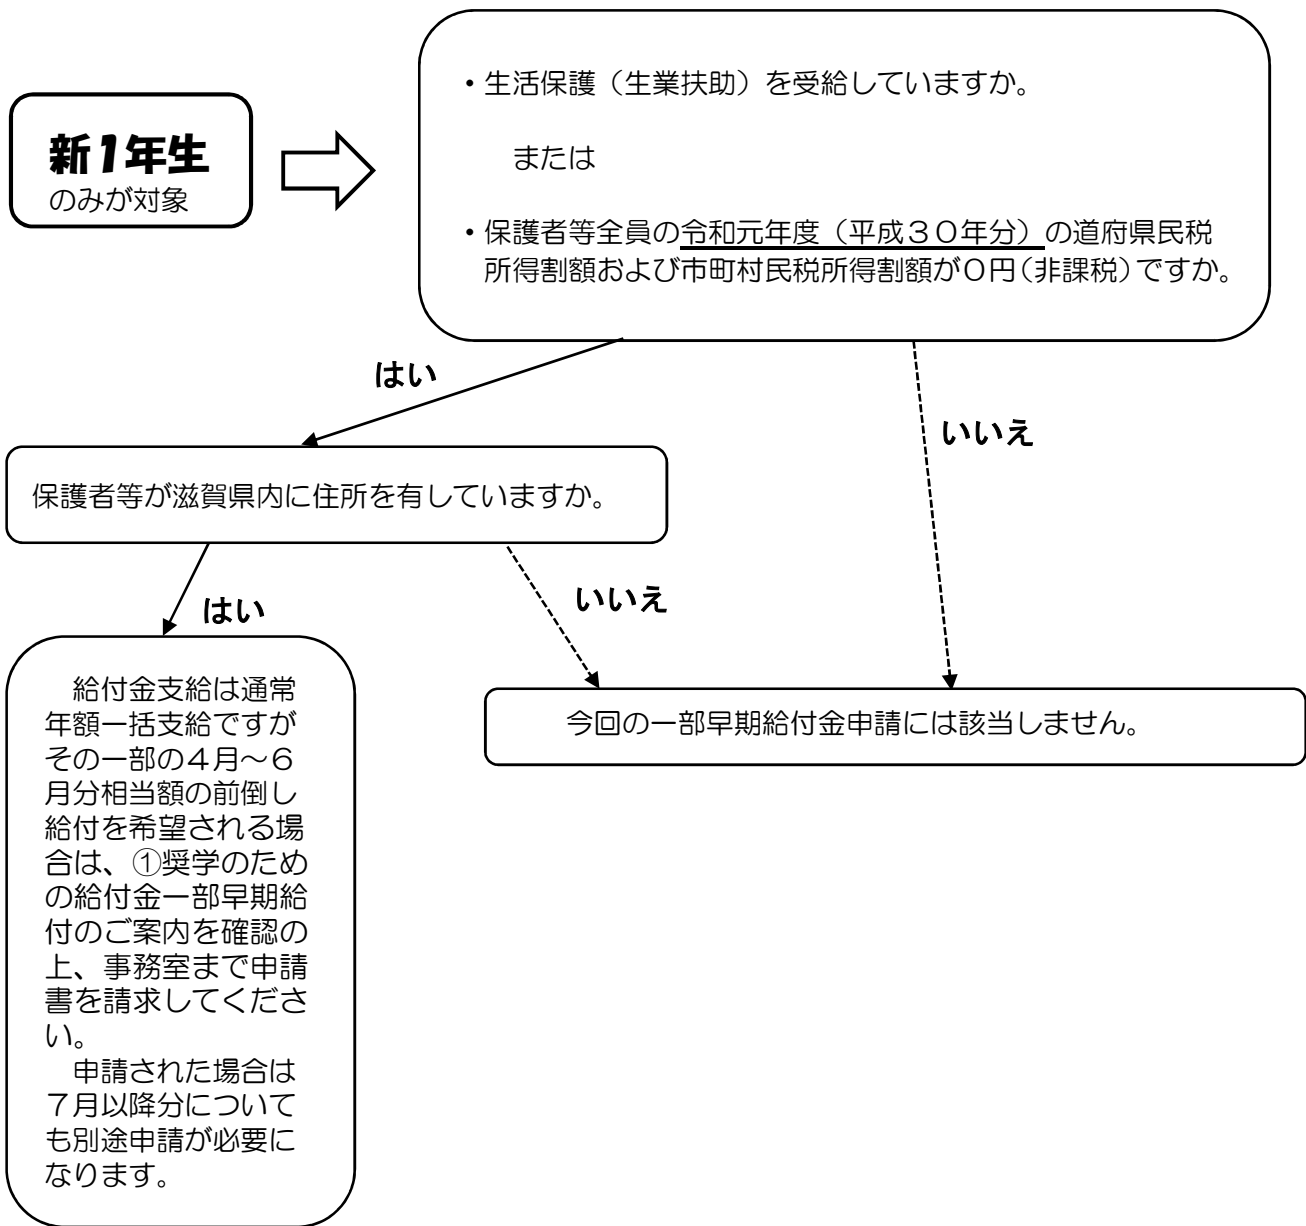 新1年生
のみが対象
・生活保護（生業扶助）を受給していますか。
または
・保護者等全員の令和元年度（平成３０年分）の道府県民税
所得割額および市町村民税所得割額が０円（非課税）ですか。
はい
いいえ
保護者等が滋賀県内に住所を有していますか。
はい
いいえ
給付金支給は通常
年額一括支給ですが
その一部の４月～６
月分相当額の前倒し
給付を希望される場
合は、①奨学のため
の給付金一部早期給
付のご案内を確認の
上、事務室まで申請
書を請求してくださ
い。
申請された場合は
７月以降分について
も別途申請が必要に
なります。
今回の一部早期給付金申請には該当しません。